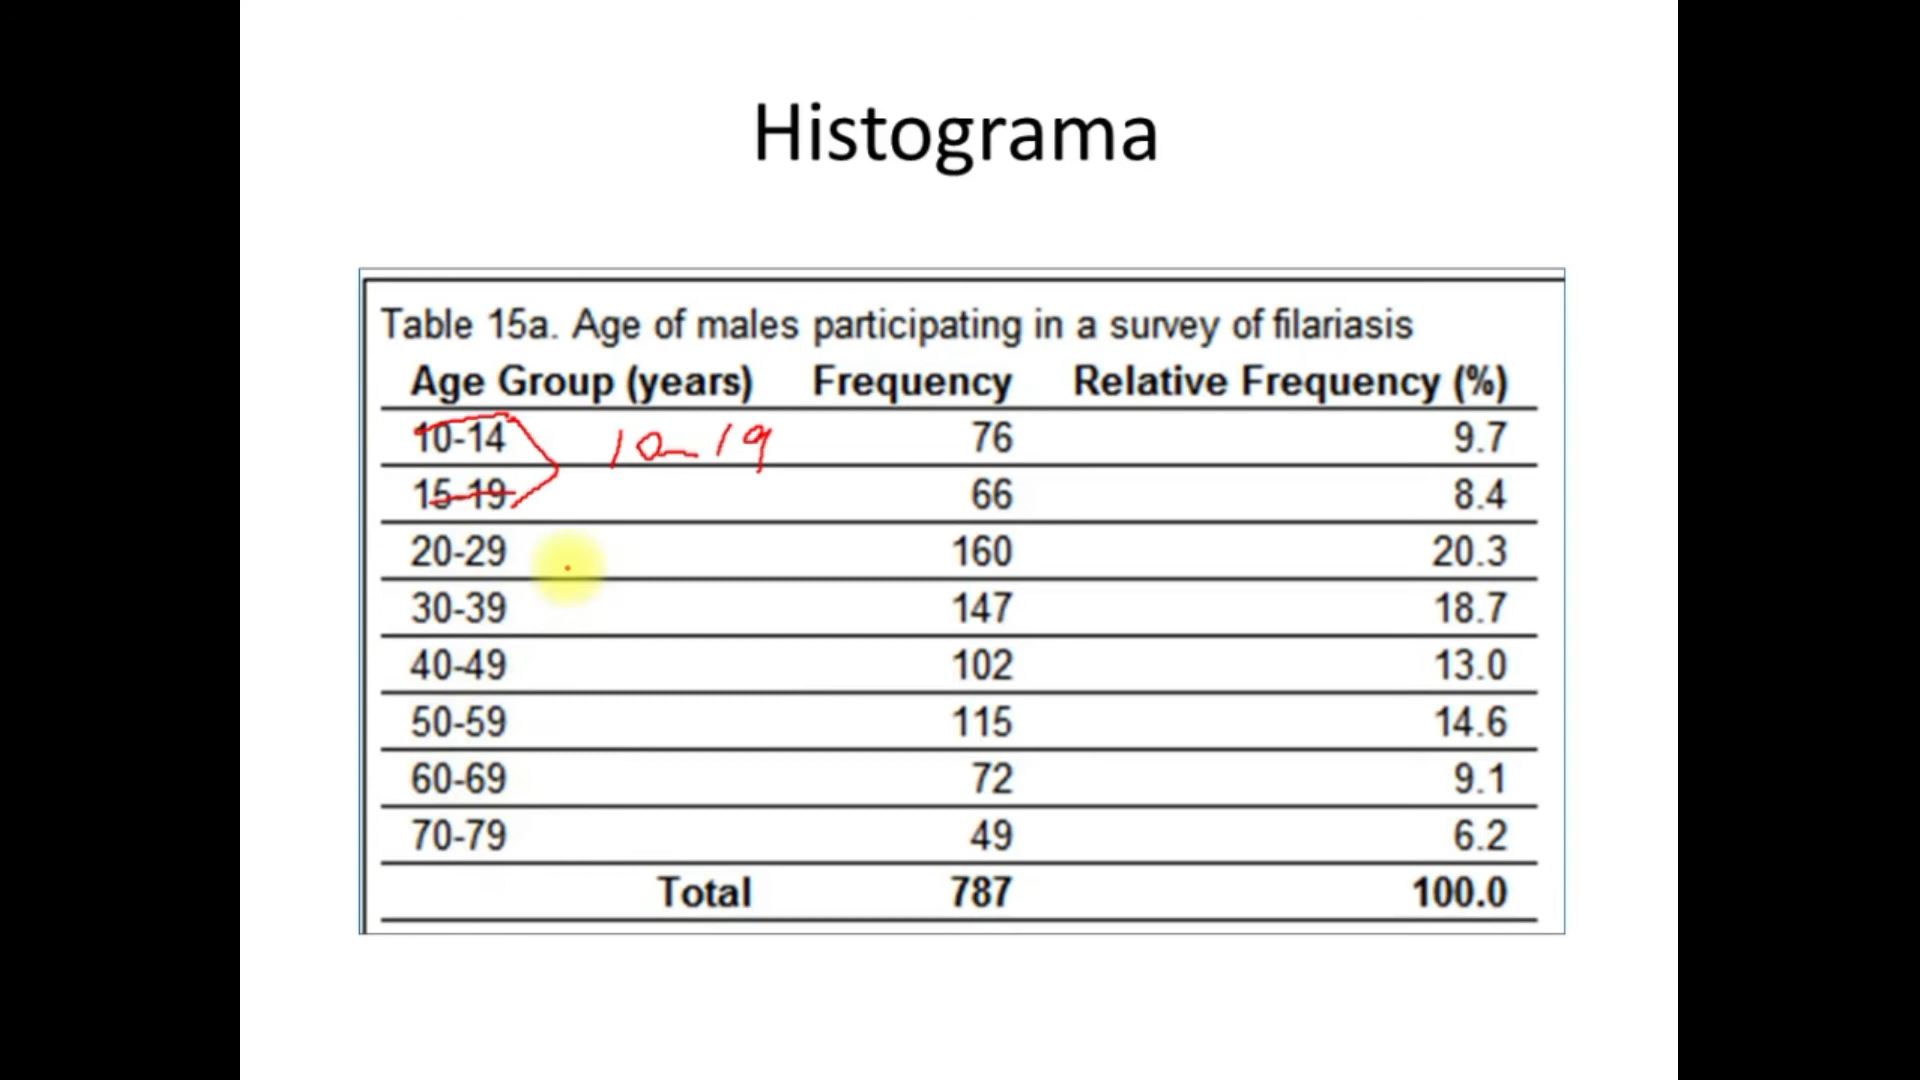 Histograma
Table 15a. Age of males participating in a survey of filariasis
Age Group (years) Frequency Relative Frequency (%)
10-14 10-19 76 9.7
15-19 66 8.4
20-29 160 20.3
30-39 147 18.7
40-49 102 13.0
50-59 115 14.6
60-69 72 9.1
70-79 49 6.2
Total 787 100.0